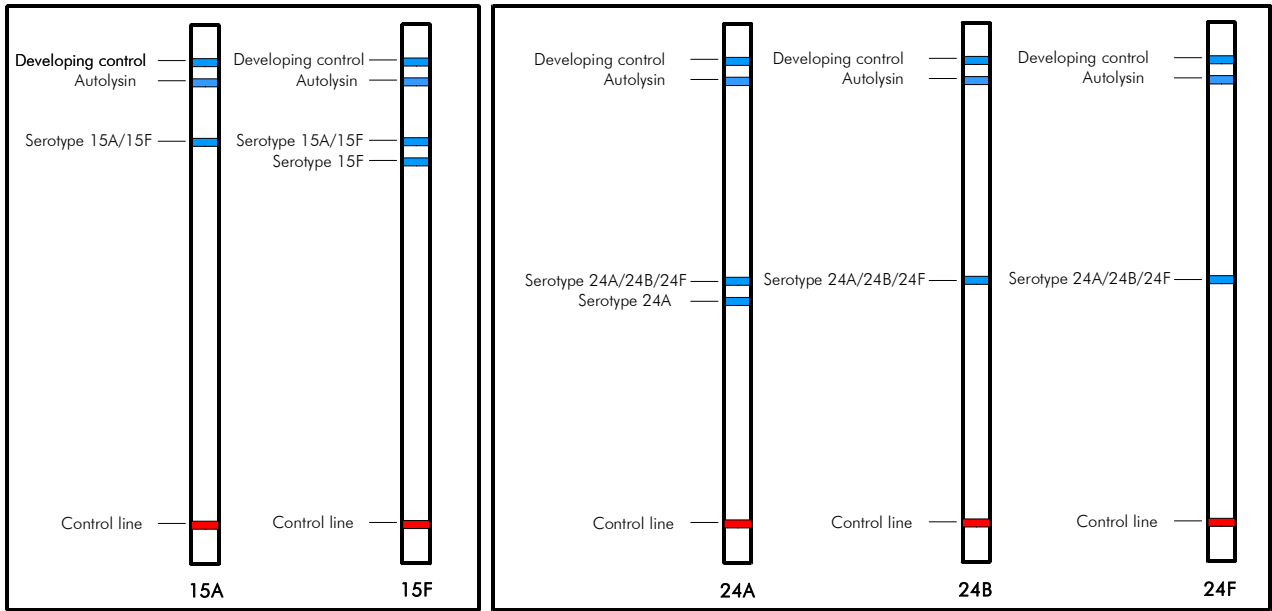 Developing control
Autolysin
Serotype 15A/15F
Control line
15A
Developing control
Autolysin
Serotype 15A/15F
Serotype 15F
Control line
15F
Developing control
Autolysin
Serotype 24A/24B/24F
Serotype 24A
Control line
24A
Developing control
Autolysin
Serotype 24A/24B/24F
Control line
24B
Developing control
Autolysin
Serotype 24A/24B/24F
Control line
24F